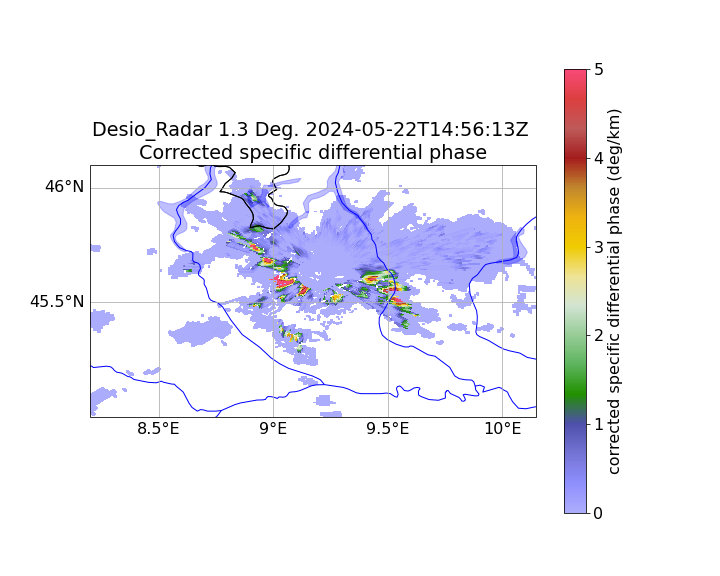 Desio_Radar 1.3 Deg. 2024-05-22T14:56:13Z
Corrected specific differential phase
46°N
45.5°N
8.5°E
9°E
9.5°E
10°E
5
4
3
2
1
0
corrected specific differential phase (deg/km)